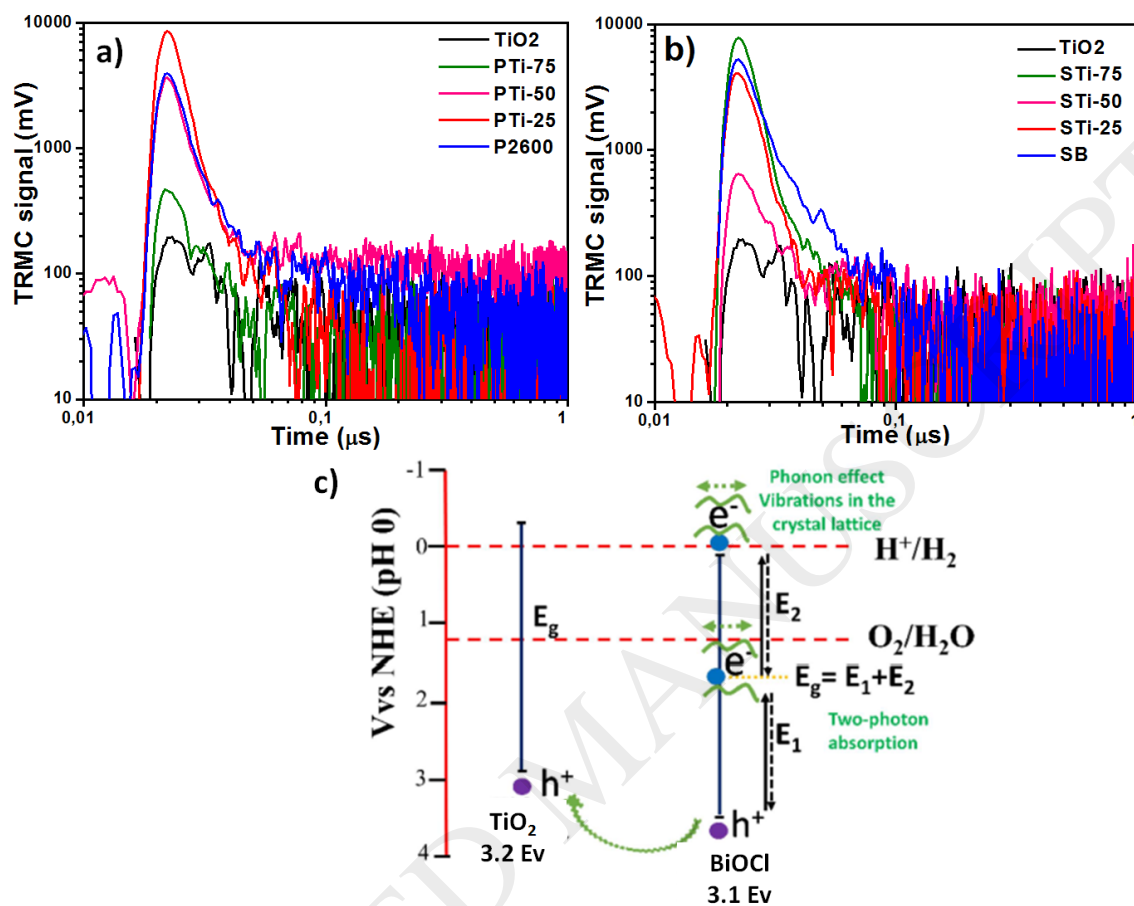 a)
TRMC signal (mV)
10000
1000
100
10
0,01
0,1
1
Time (μs)
TiO2
PTi-75
PTi-50
PTi-25
P2600
b)
TRMC signal (mV)
10000
1000
100
10
0,01
0,1
1
Time (μs)
TiO2
STi-75
STi-50
STi-25
SB
c)
V vs NHE (pH 0)
-1
0
1
2
3
4
Phonon effect
Vibrations in the
crystal lattice
e-
H+/H2
Eg
E2
O2/H2O
e-
Eg= E1+E2
E1
Two-photon
absorption
h+
h+
TiO2
3.2 Ev
BiOCl
3.1 Ev
D MANUSCRIPT